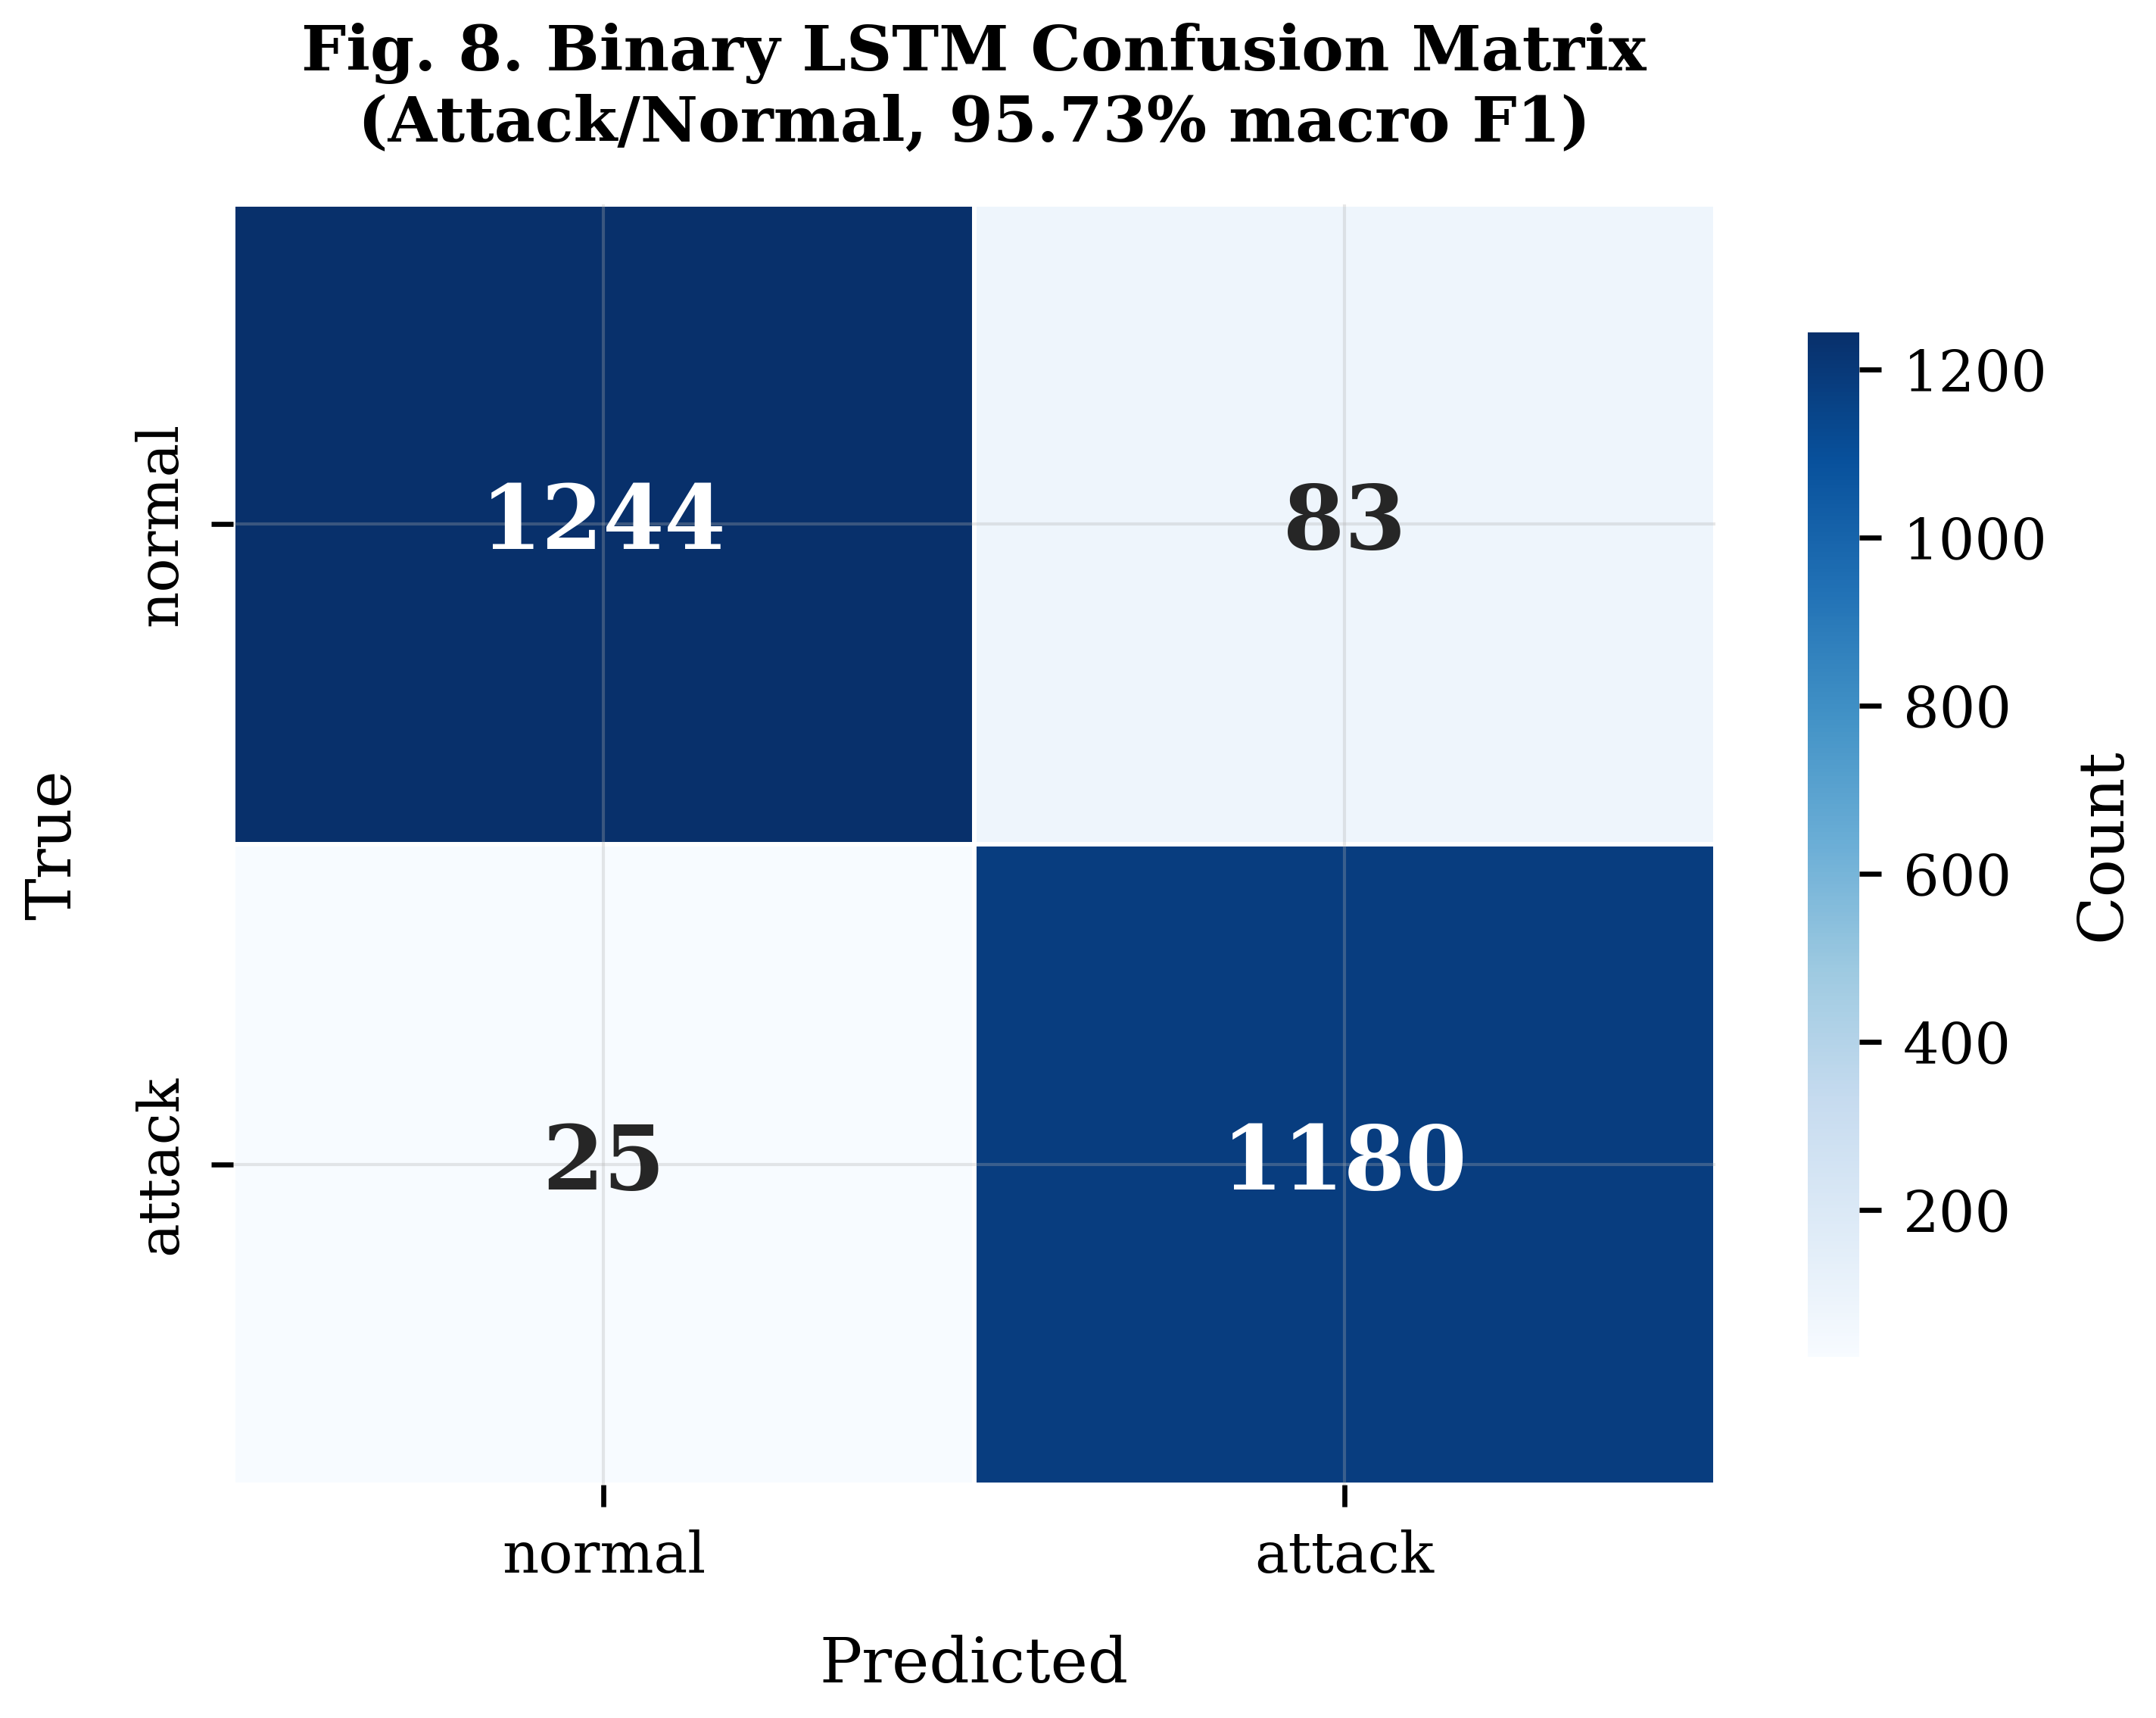 Fig. 8. Binary LSTM Confusion Matrix
(Attack/Normal, 95.73% macro F1)
True
normal
1244
83
attack
25
1180
normal
attack
Predicted
1200
1000
800
600
400
200
Count